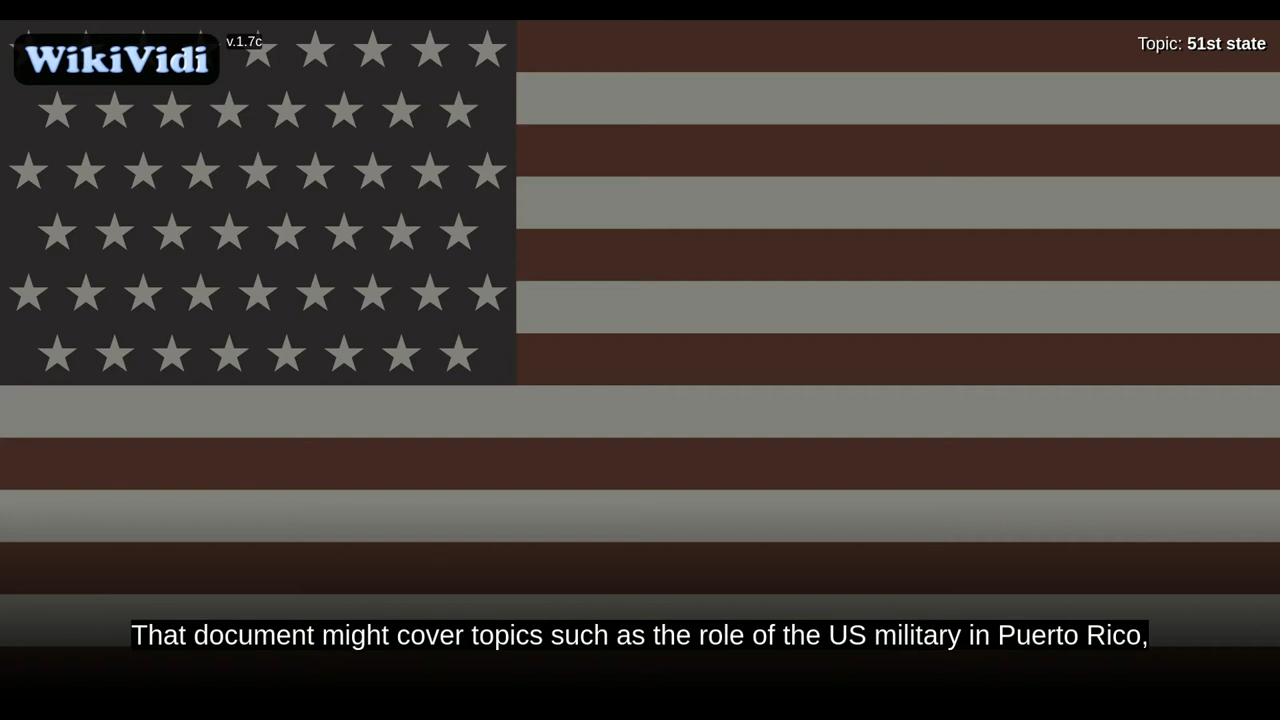 WikiVidi
v.1.7c
Topic: 51st state
That document might cover topics such as the role of the US military in Puerto Rico,